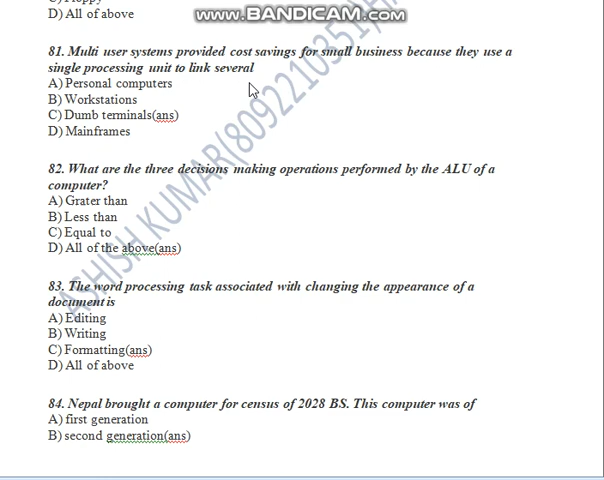 C) Floppy
D) All of above
www.BANDICAM.com
81. Multi user systems provided cost savings for small business because they use a
single processing unit to link several
A) Personal computers
B) Workstations
C) Dumb terminals(ans)
D) Mainframes
82. What are the three decisions making operations performed by the ALU of a
computer?
A) Grater than
B) Less than
C) Equal to
D) All of the above(ans)
83. The word processing task associated with changing the appearance of a
document is
A) Editing
B) Writing
C) Formatting(ans)
D) All of above
84. Nepal brought a computer for census of 2028 BS. This computer was of
A) first generation
B) second generation(ans)
ASHISH KUMAR(8092210351)